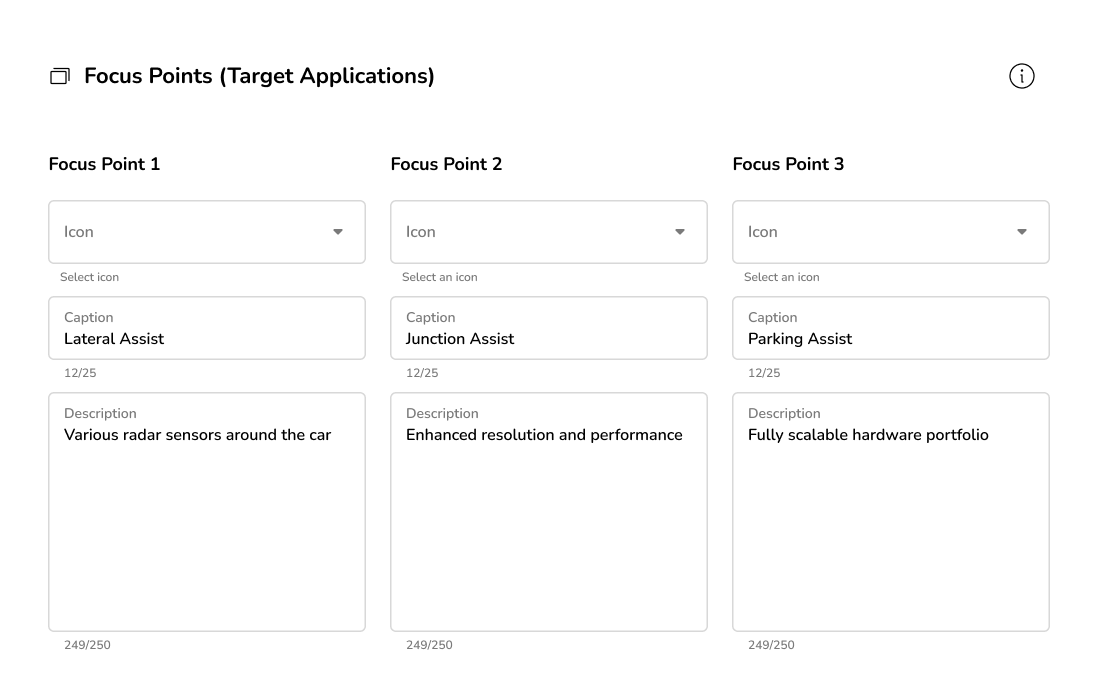 Focus Points (Target Applications)
Focus Point 1
Icon
Select icon
Caption
Lateral Assist
12/25
Description
Various radar sensors around the car
249/250
Focus Point 2
Icon
Select an icon
Caption
Junction Assist
12/25
Description
Enhanced resolution and performance
249/250
Focus Point 3
Icon
Select an icon
Caption
Parking Assist
12/25
Description
Fully scalable hardware portfolio
249/250